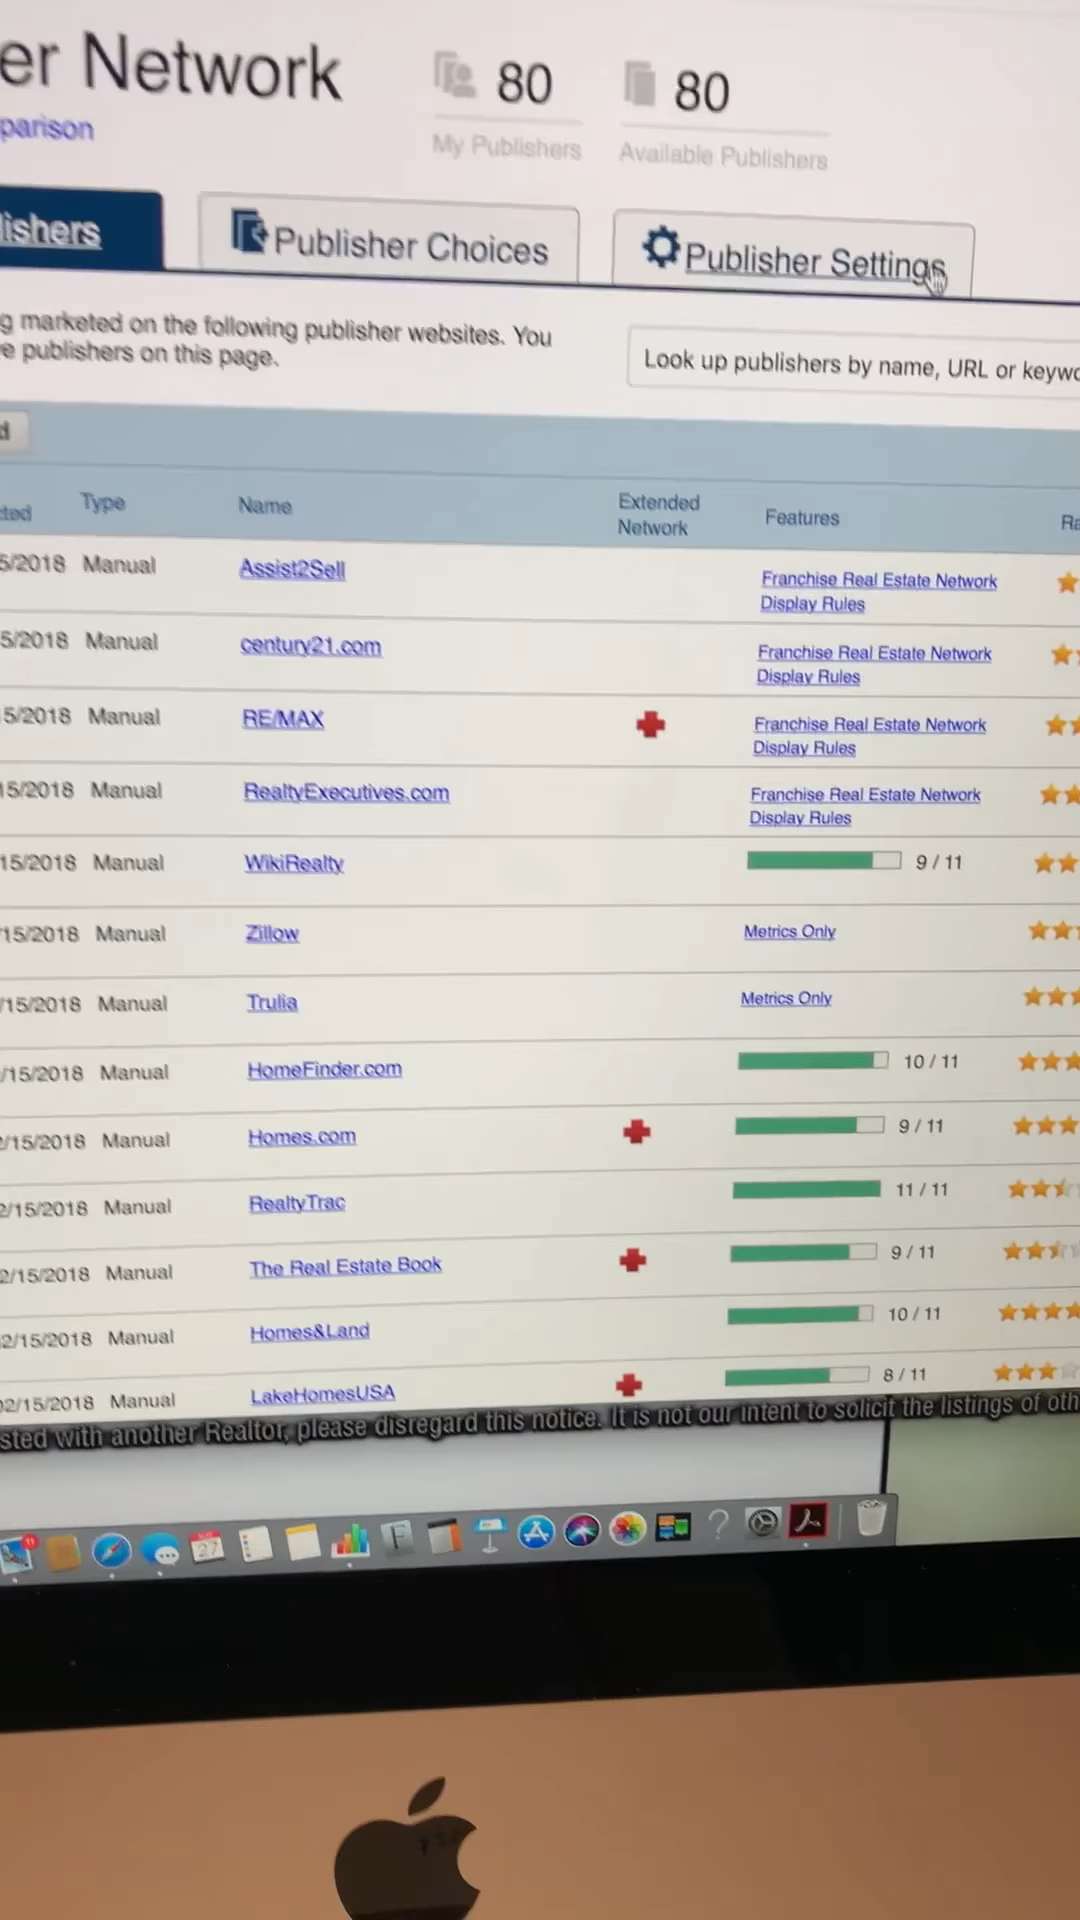 er Network
80
80
parison
My Publishers
Available Publishers
lishers
Publisher Choices
Publisher Settings
g marketed on the following publisher websites. You
e publishers on this page.
Look up publishers by name, URL or keywo
d
cted Type Name Extended Network Features Ra
5/2018 Manual Assist2Sell Franchise Real Estate Network
Display Rules
5/2018 Manual century21.com Franchise Real Estate Network
Display Rules
15/2018 Manual RE/MAX Franchise Real Estate Network
Display Rules
15/2018 Manual RealtyExecutives.com Franchise Real Estate Network
Display Rules
15/2018 Manual WikiRealty 9 / 11
/15/2018 Manual Zillow Metrics Only
/15/2018 Manual Trulia Metrics Only
/15/2018 Manual HomeFinder.com 10 / 11
2/15/2018 Manual Homes.com 9 / 11
2/15/2018 Manual RealtyTrac 11 / 11
2/15/2018 Manual The Real Estate Book 9 / 11
02/15/2018 Manual Homes&Land 10 / 11
02/15/2018 Manual LakeHomesUSA 8 / 11
sted with another Realtor, please disregard this notice. It is not our intent to solicit the listings of oth
27